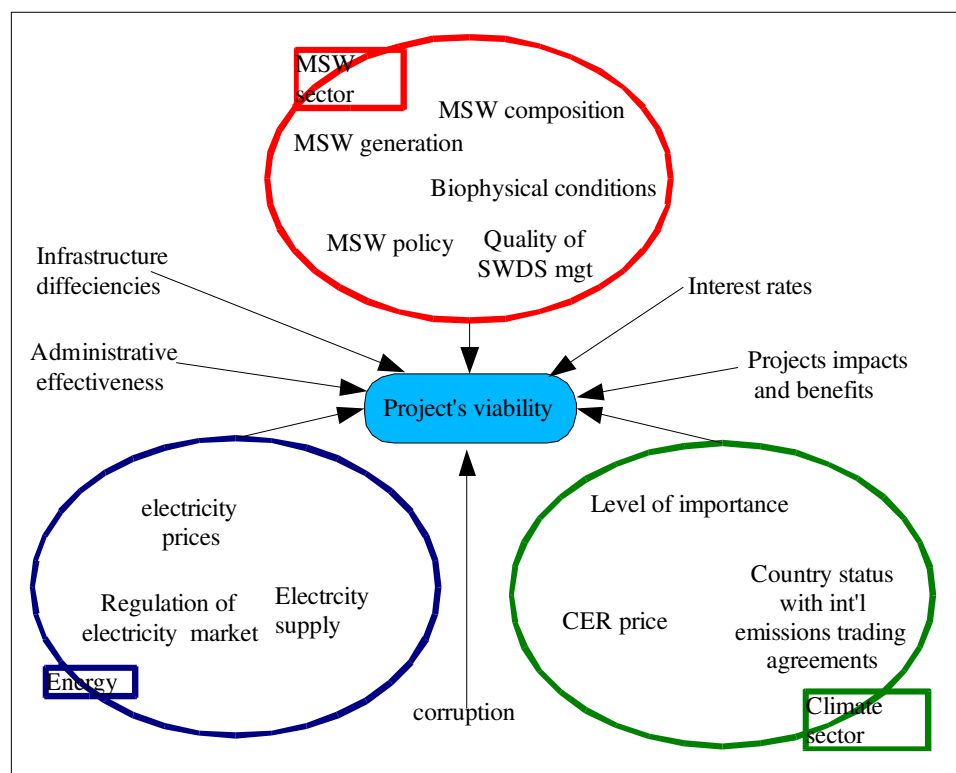 MSW
sector
MSW composition
MSW generation
Biophysical conditions
MSW policy
Quality of
SWDS mgt
Infrastructure
diffeciencies
Interest rates
Administrative
effectiveness
Projects impacts
and benefits
Project's viability
electricity
prices
Regulation of
electricity market
Electrcity
supply
Energy
corruption
Level of importance
CER price
Country status
with int'l
emissions trading
agreements
Climate
sector